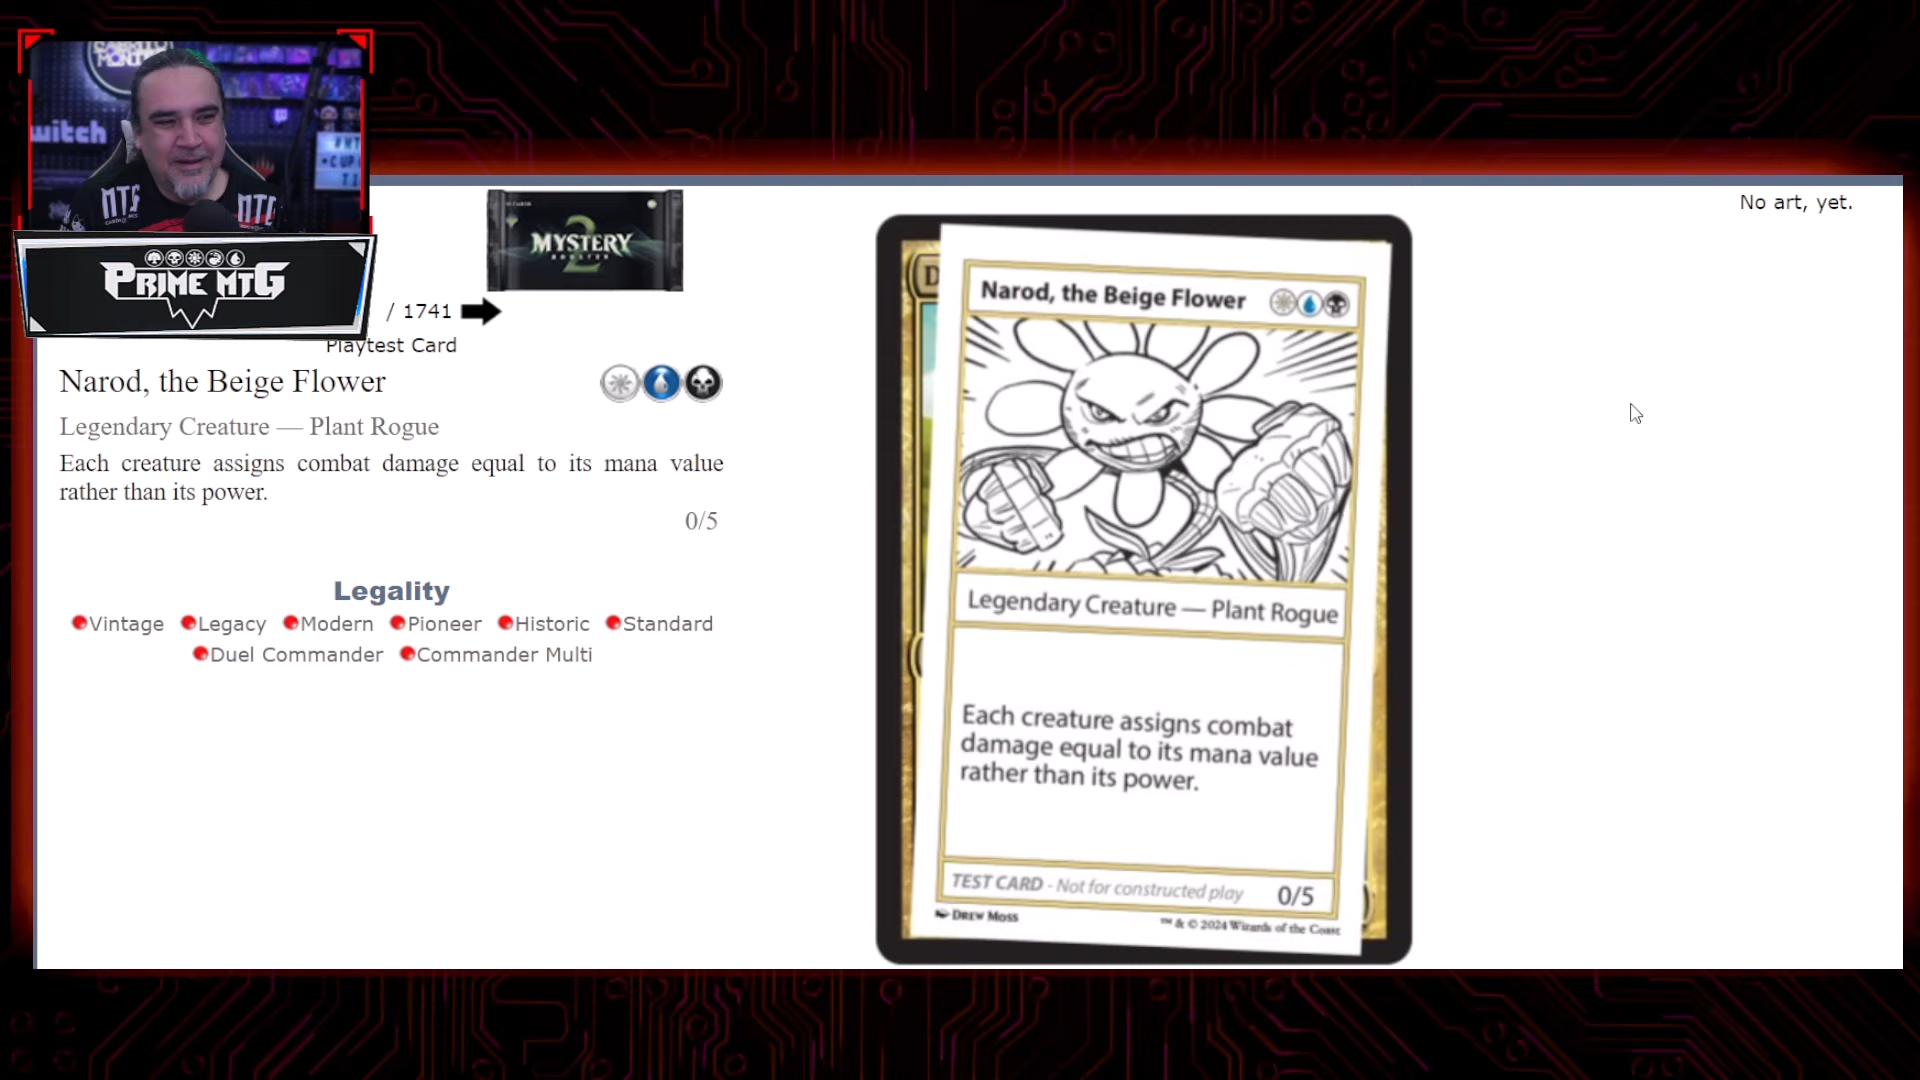 witch
MTS
PRIME MTG
MYSTERY
2
BOOSTER
/ 1741
Playtest Card
Narod, the Beige Flower
Legendary Creature — Plant Rogue
Each creature assigns combat damage equal to its mana value
rather than its power.
0/5
Legality
Vintage Legacy Modern Pioneer Historic Standard
Duel Commander Commander Multi
D
Narod, the Beige Flower
Legendary Creature — Plant Rogue
Each creature assigns combat
damage equal to its mana value
rather than its power.
TEST CARD - Not for constructed play 0/5
DREW MOSS
™ & © 2024 Wizards of the Coast
No art, yet.